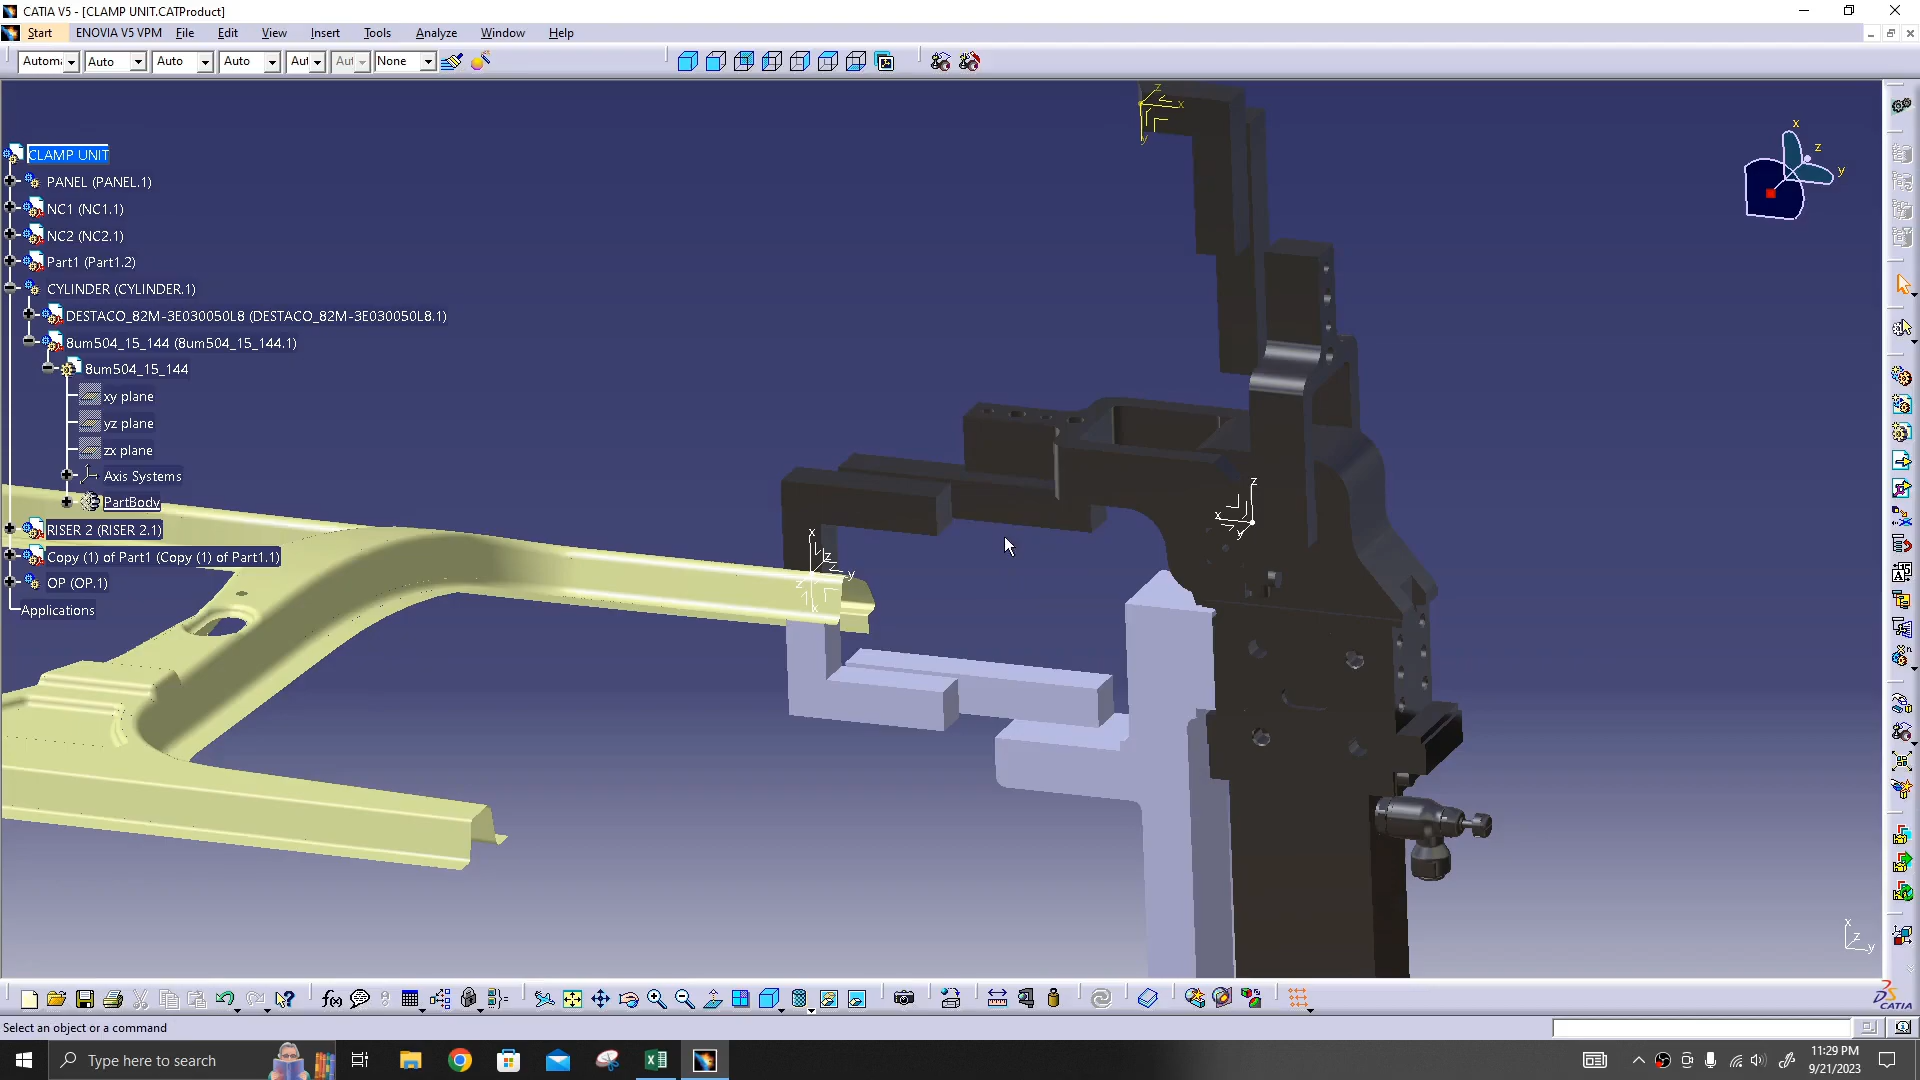 CATIA V5 - [CLAMP UNIT.CATProduct]
Start ENOVIA V5 VPM File Edit View Insert Tools Analyze Window Help
Autom Auto Auto Auto Aut Aut None
CLAMP UNIT
PANEL (PANEL.1)
NC1 (NC1.1)
NC2 (NC2.1)
Part1 (Part1.2)
CYLINDER (CYLINDER.1)
DESTACO_82M-3E030050L8 (DESTACO_82M-3E030050L8.1)
8um504_15_144 (8um504_15_144.1)
8um504_15_144
xy plane
yz plane
zx plane
Axis Systems
PartBody
RISER 2 (RISER 2.1)
Copy (1) of Part1 (Copy (1) of Part1.1)
OP (OP.1)
Applications
z
x
y
x
z
y
z
x
y
x
z
y
z
x
x
z
y
f(x)
CATIA
Select an object or a command
Type here to search
11:29 PM
9/21/2023